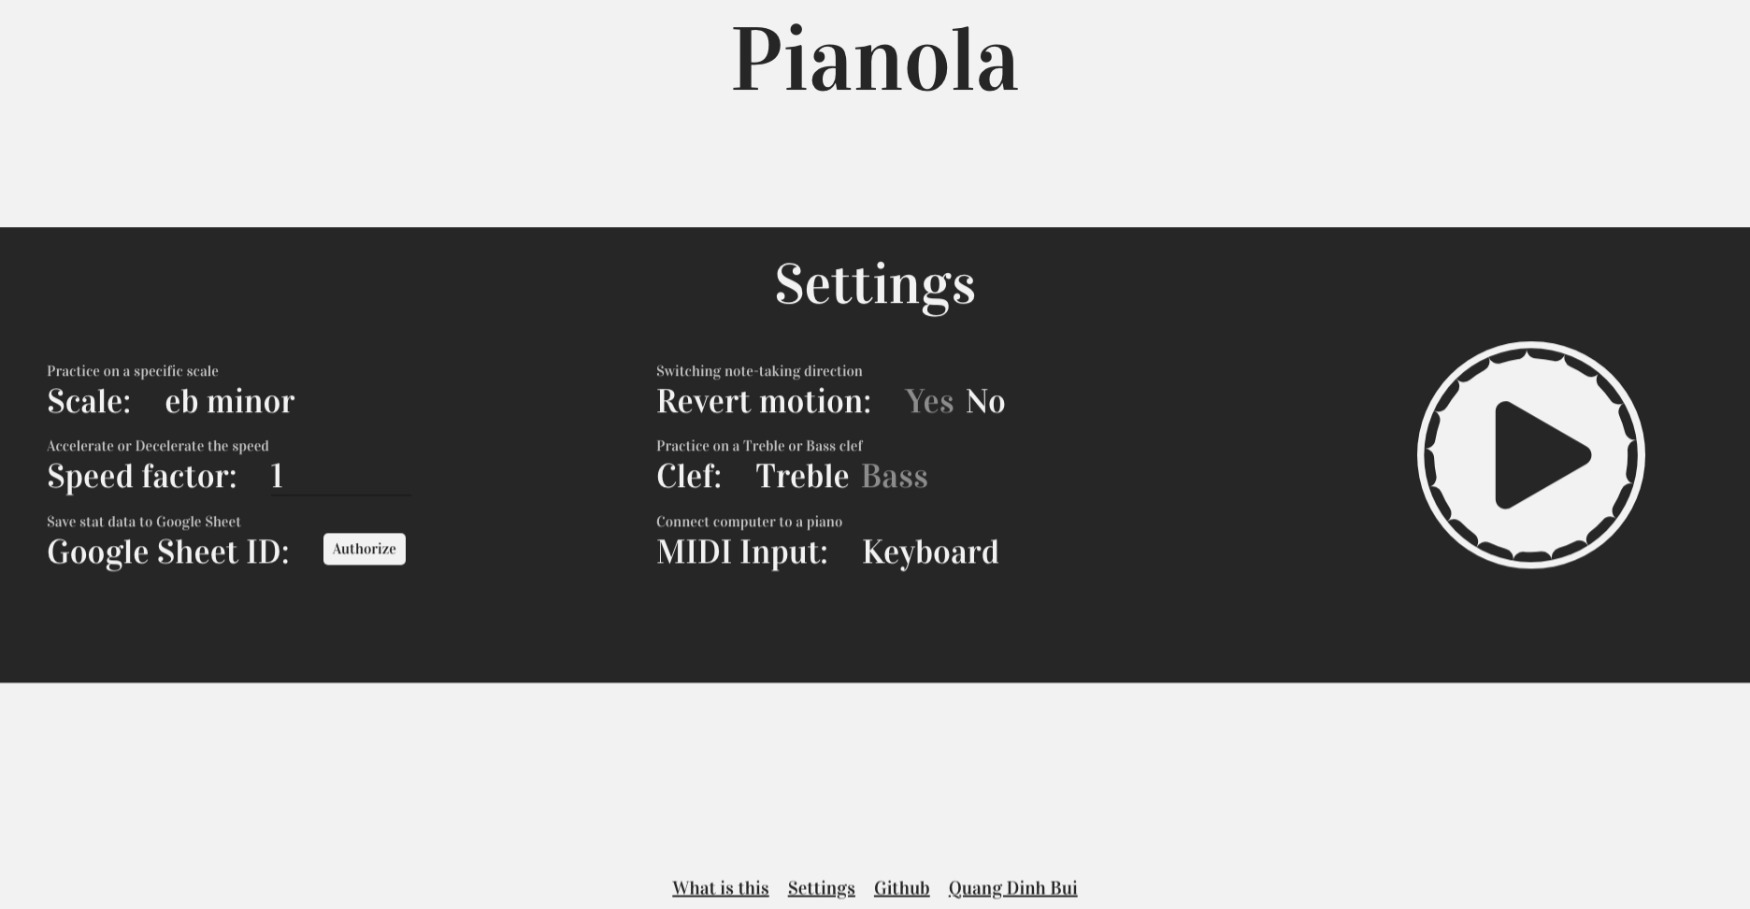 Pianola
Settings
Practice on a specific scale
Scale: eb minor
Accelerate or Decelerate the speed
Speed factor: 1
Save stat data to Google Sheet
Google Sheet ID: Authorize
Switching note-taking direction
Revert motion: Yes No
Practice on a Treble or Bass clef
Clef: Treble Bass
Connect computer to a piano
MIDI Input: Keyboard
What is this Settings Github Quang Dinh Bui